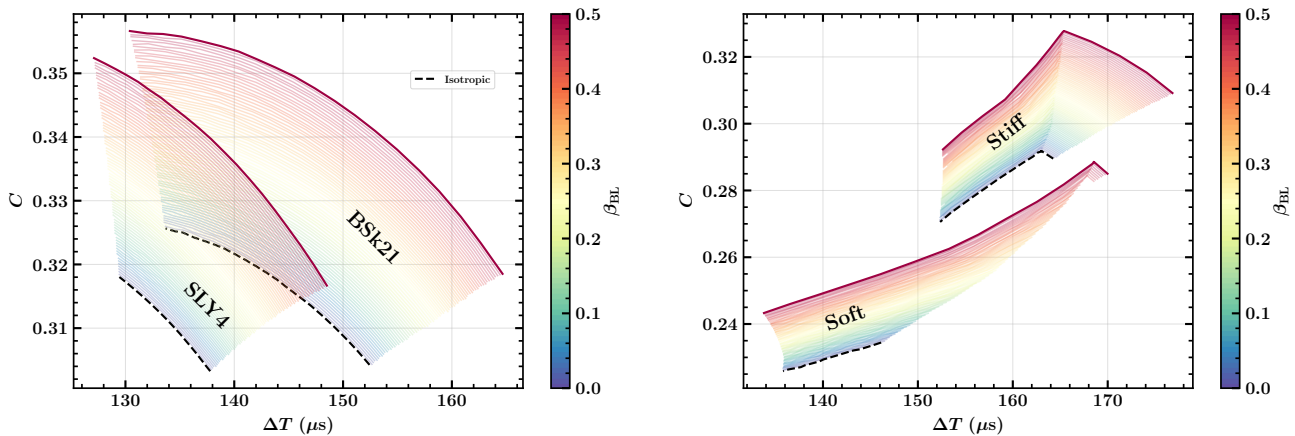 0.35
0.34
0.33
0.32
0.31
C
130
140
150
160
ΔT (μs)
Isotropic
SLY4
BSk21
0.5
0.4
0.3
0.2
0.1
0.0
β_BL
0.32
0.30
0.28
0.26
0.24
C
140
150
160
170
ΔT (μs)
Stiff
Soft
0.5
0.4
0.3
0.2
0.1
0.0
β_BL